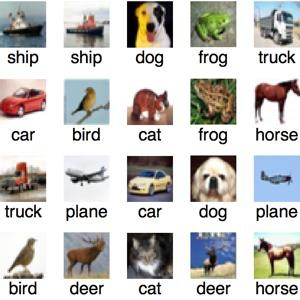 ship ship dog frog truck
car bird cat frog horse
truck plane car dog plane
bird deer cat deer horse